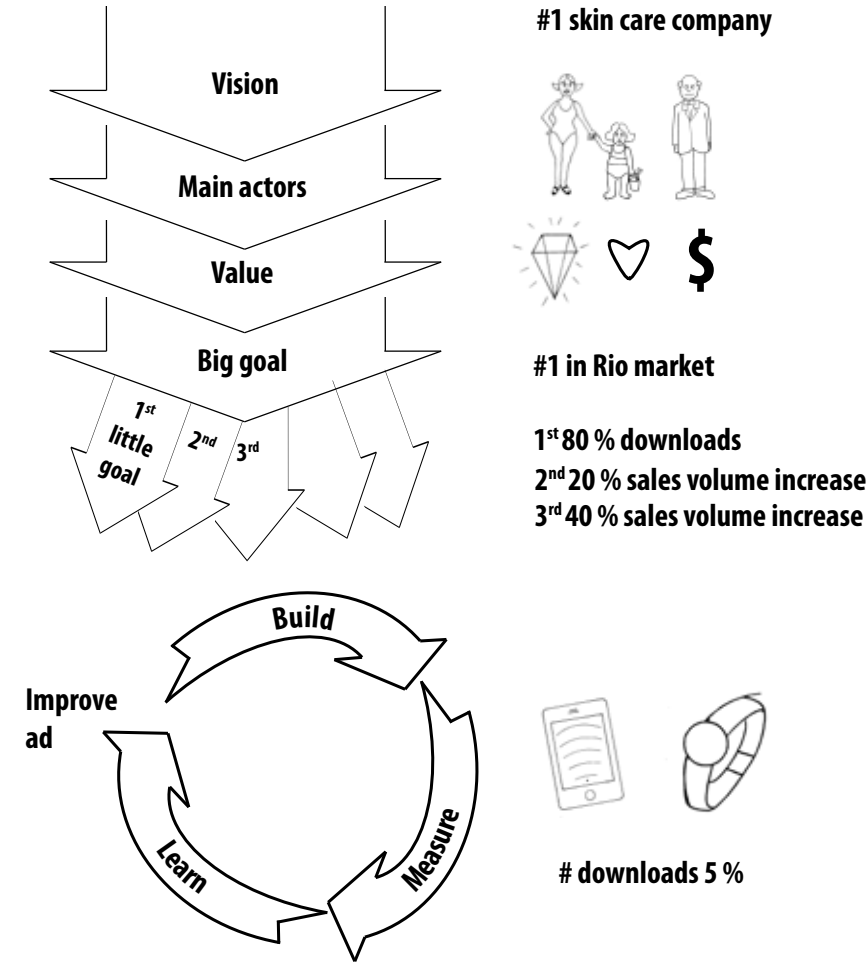 #1 skin care company
Vision
Main actors
Value
$
Big goal
#1 in Rio market
1st
little
goal
2nd
3rd
1st 80 % downloads
2nd 20 % sales volume increase
3rd 40 % sales volume increase
Build
Improve
ad
Measure
Learn
# downloads 5 %